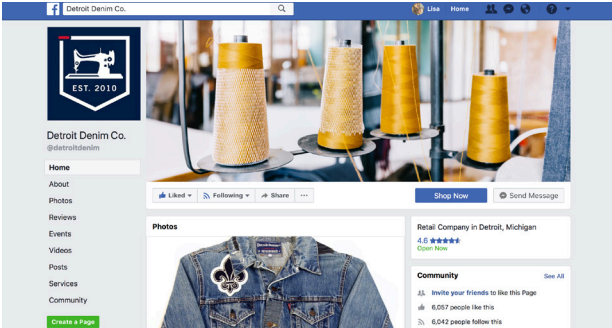 Detroit Denim Co.
Lisa Home
EST. 2010
Detroit Denim Co.
@detroitdenim
Home
About
Photos
Reviews
Events
Videos
Posts
Services
Community
Create a Page
Liked Following Share ...
Shop Now Send Message
Photos
Retail Company in Detroit, Michigan
4.6
Open Now
Community See All
Invite your friends to like this Page
6,057 people like this
6,042 people follow this